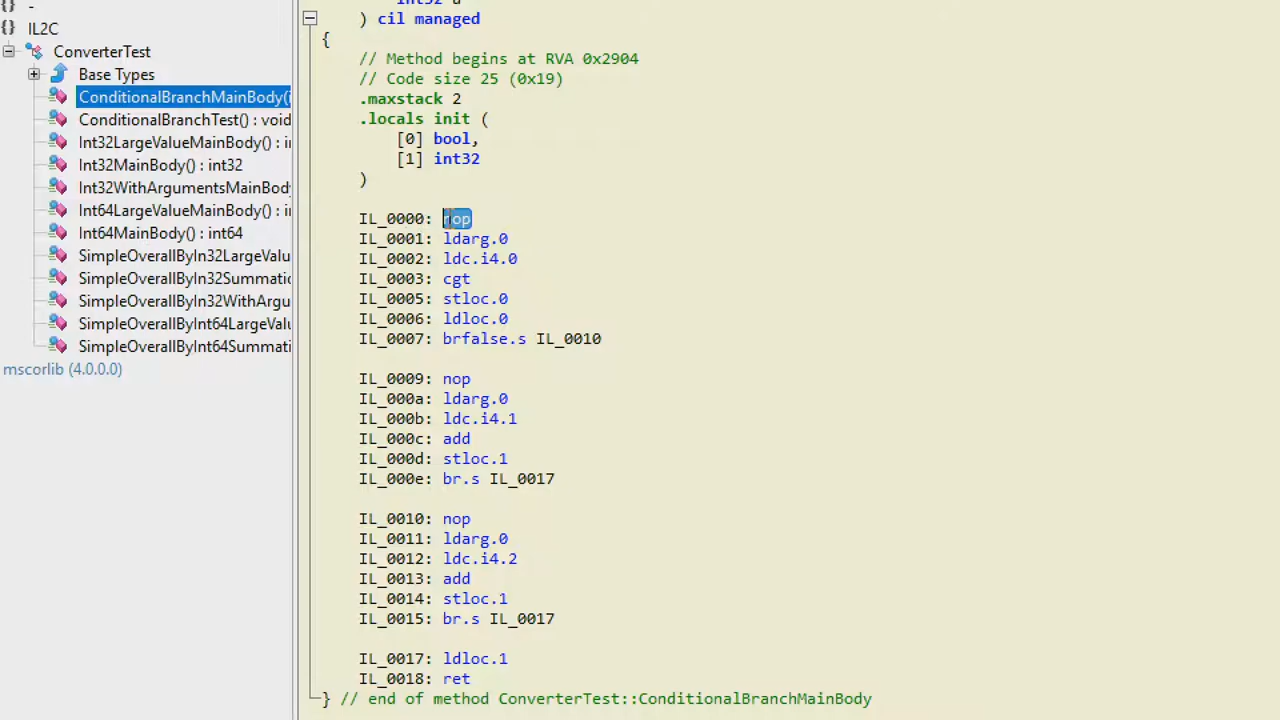 -
IL2C
ConverterTest
Base Types
ConditionalBranchMainBody(i
ConditionalBranchTest() : void
Int32LargeValueMainBody() : i
Int32MainBody() : int32
Int32WithArgumentsMainBod
Int64LargeValueMainBody() : i
Int64MainBody() : int64
SimpleOverallByIn32LargeValu
SimpleOverallByIn32Summatic
SimpleOverallByIn32WithArgu
SimpleOverallByInt64LargeValu
SimpleOverallByInt64Summati
mscorlib (4.0.0.0)
int32 a
) cil managed
{
// Method begins at RVA 0x2904
// Code size 25 (0x19)
.maxstack 2
.locals init (
[0] bool,
[1] int32
)
IL_0000: nop
IL_0001: ldarg.0
IL_0002: ldc.i4.0
IL_0003: cgt
IL_0005: stloc.0
IL_0006: ldloc.0
IL_0007: brfalse.s IL_0010
IL_0009: nop
IL_000a: ldarg.0
IL_000b: ldc.i4.1
IL_000c: add
IL_000d: stloc.1
IL_000e: br.s IL_0017
IL_0010: nop
IL_0011: ldarg.0
IL_0012: ldc.i4.2
IL_0013: add
IL_0014: stloc.1
IL_0015: br.s IL_0017
IL_0017: ldloc.1
IL_0018: ret
} // end of method ConverterTest::ConditionalBranchMainBody